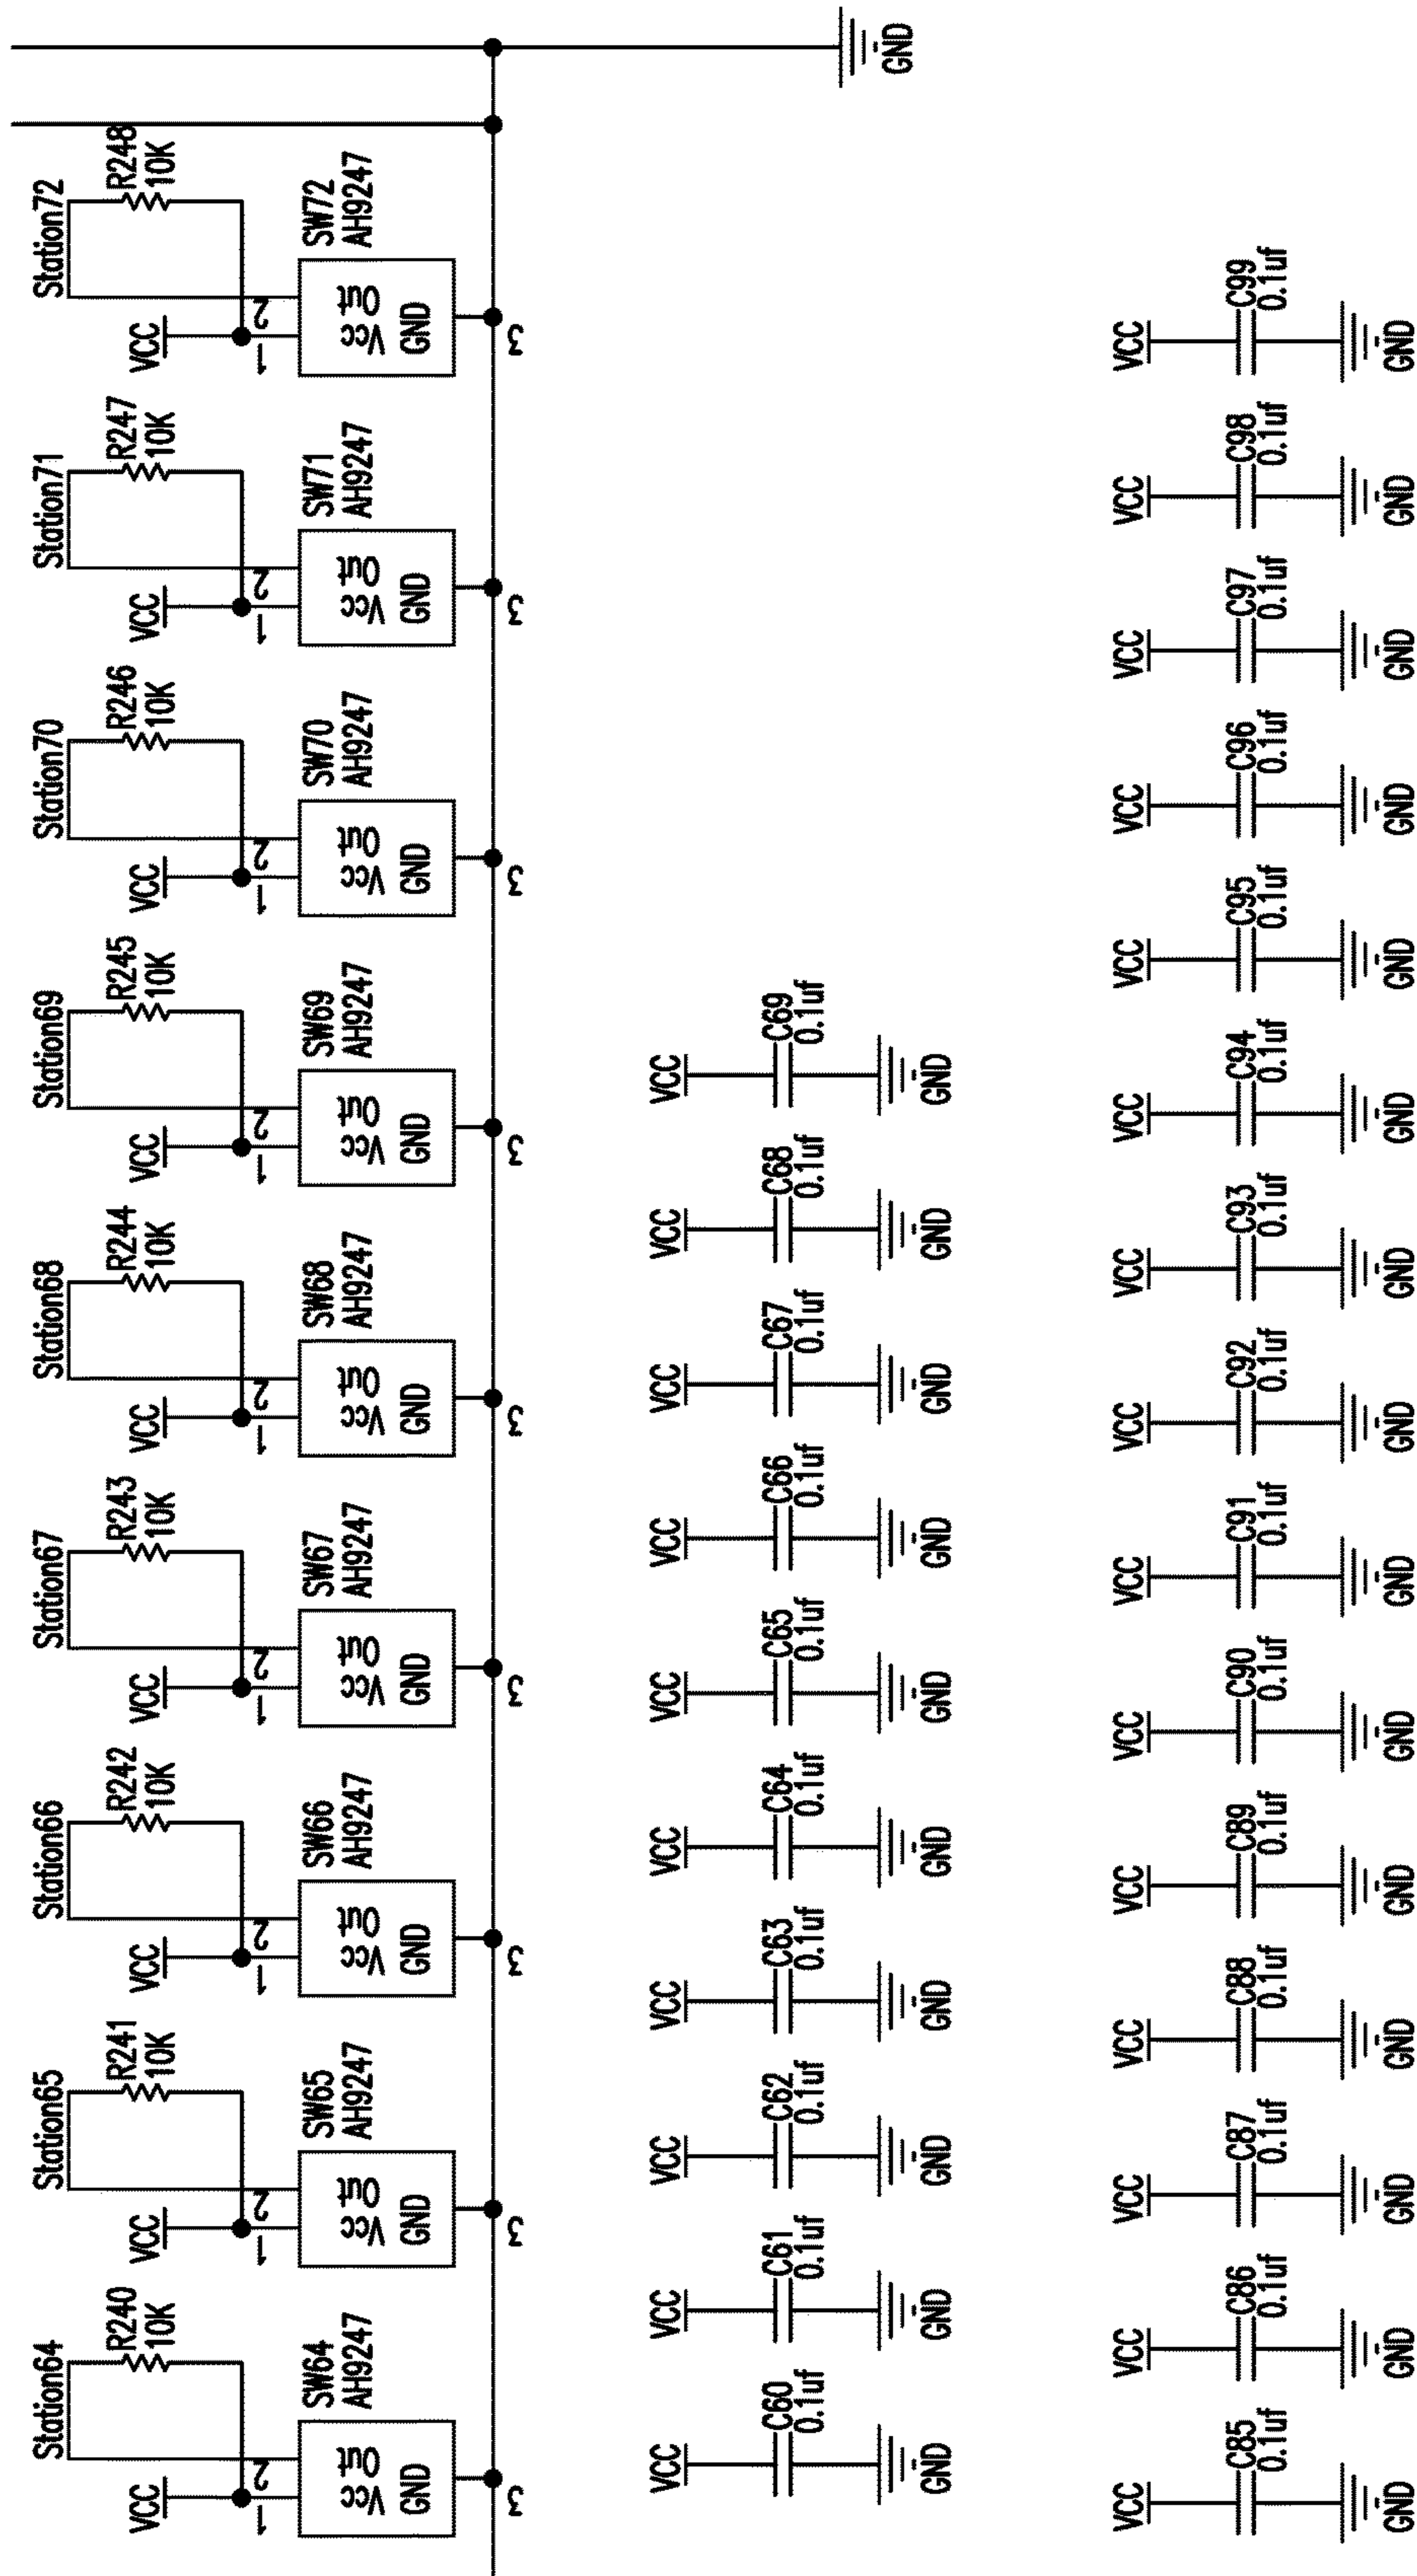 Station64 Station65 Station66 Station67 Station68 Station69 Station70 Station71 Station72
R240 R241 R242 R243 R244 R245 R246 R247 R248
VCC 10K VCC 10K VCC 10K VCC 10K VCC 10K VCC 10K VCC 10K VCC 10K VCC 10K
1 2 1 2 1 2 1 2 1 2 1 2 1 2 1 2 1 2
SW64 SW65 SW66 SW67 SW68 SW69 SW70 SW71 SW72
Vcc Out AH9247 Vcc Out AH9247 Vcc Out AH9247 Vcc Out AH9247 Vcc Out AH9247 Vcc Out AH9247 Vcc Out AH9247 Vcc Out AH9247 Vcc Out AH9247
GND GND GND GND GND GND GND GND GND
3 3 3 3 3 3 3 3 3
VCC VCC VCC VCC VCC VCC VCC VCC VCC VCC
C60 C61 C62 C63 C64 C65 C66 C67 C68 C69
0.1uf 0.1uf 0.1uf 0.1uf 0.1uf 0.1uf 0.1uf 0.1uf 0.1uf 0.1uf
GND GND GND GND GND GND GND GND GND GND GND
VCC VCC VCC VCC VCC VCC VCC VCC VCC VCC VCC VCC VCC VCC VCC
C85 C86 C87 C88 C89 C90 C91 C92 C93 C94 C95 C96 C97 C98 C99
0.1uf 0.1uf 0.1uf 0.1uf 0.1uf 0.1uf 0.1uf 0.1uf 0.1uf 0.1uf 0.1uf 0.1uf 0.1uf 0.1uf 0.1uf
GND GND GND GND GND GND GND GND GND GND GND GND GND GND GND